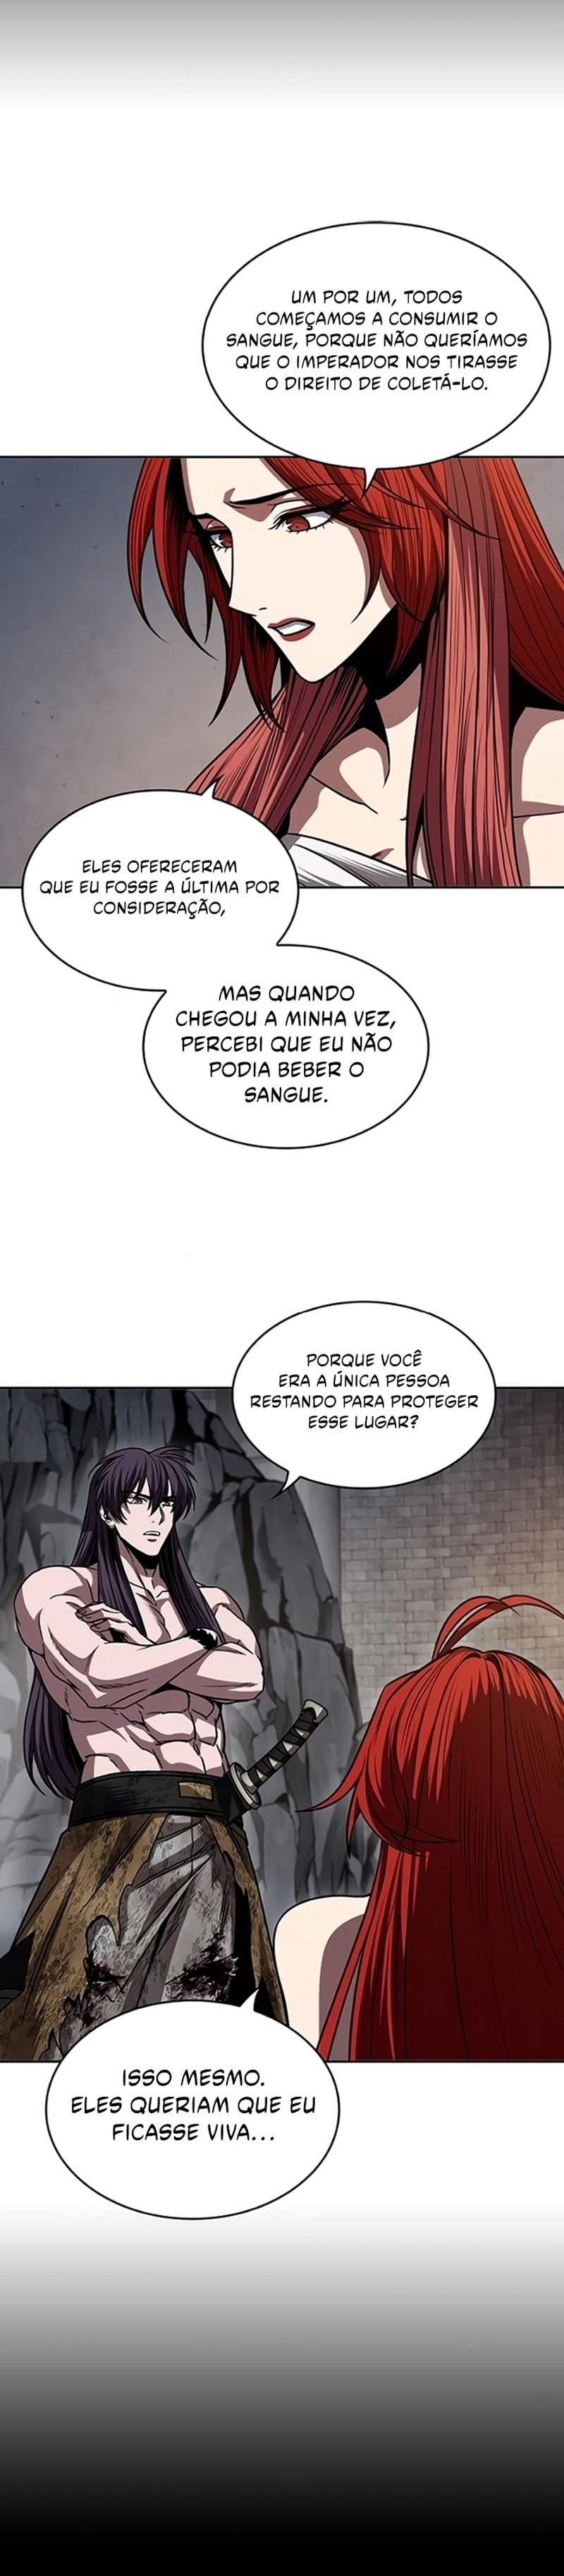 UM POR UM, TODOS
COMEÇAMOS A CONSUMIR O
SANGUE, PORQUE NÃO QUERÍAMOS
QUE O IMPERADOR NOS TIRASSE
O DIREITO DE COLETÁ-LO.
ELES OFERECERAM
QUE EU FOSSE A ÚLTIMA POR
CONSIDERAÇÃO,
MAS QUANDO
CHEGOU A MINHA VEZ,
PERCEBI QUE EU NÃO
PODIA BEBER O
SANGUE.
PORQUE VOCÊ
ERA A ÚNICA PESSOA
RESTANDO PARA PROTEGER
ESSE LUGAR?
ISSO MESMO.
ELES QUERIAM QUE EU
FICASSE VIVA...